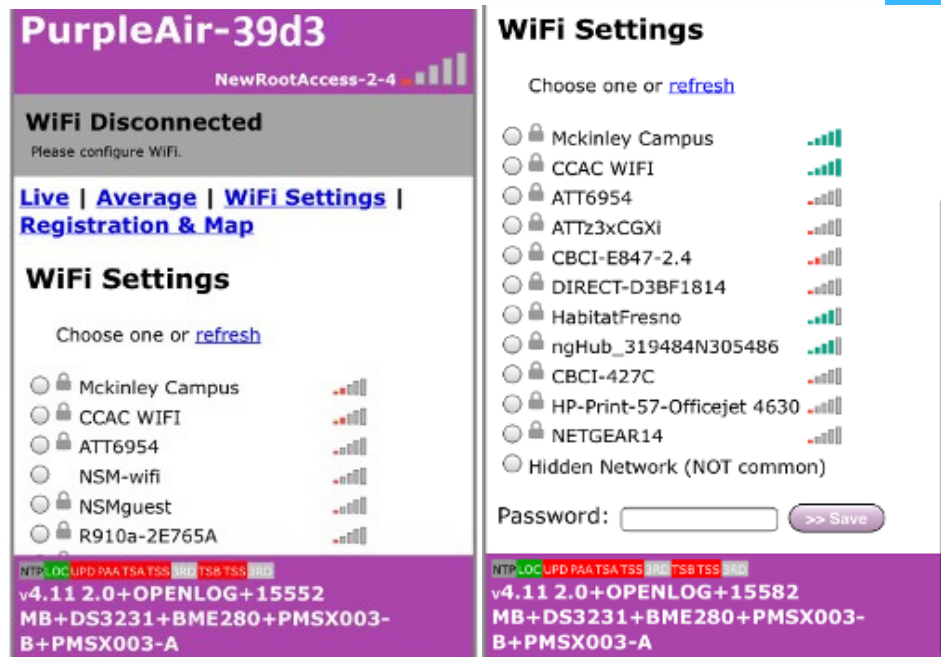 PurpleAir-39d3
NewRootAccess-2-4
WiFi Disconnected
Please configure WiFi.
Live | Average | WiFi Settings |
Registration & Map
WiFi Settings
Choose one or refresh
Mckinley Campus
CCAC WIFI
ATT6954
NSM-wifi
NSMguest
R910a-2E765A
NTP LOC UPD PAA TSA TSS 3RD TSB TSS 3RD
v4.11 2.0+OPENLOG+15552
MB+DS3231+BME280+PMSX003-
B+PMSX003-A
WiFi Settings
Choose one or refresh
Mckinley Campus
CCAC WIFI
ATT6954
ATTz3xCGXi
CBCI-E847-2.4
DIRECT-D3BF1814
HabitatFresno
ngHub_319484N305486
CBCI-427C
HP-Print-57-Officejet 4630
NETGEAR14
Hidden Network (NOT common)
Password: >> Save
NTP LOC UPD PAA TSA TSS 3RD TSB TSS 3RD
v4.11 2.0+OPENLOG+15582
MB+DS3231+BME280+PMSX003-
B+PMSX003-A